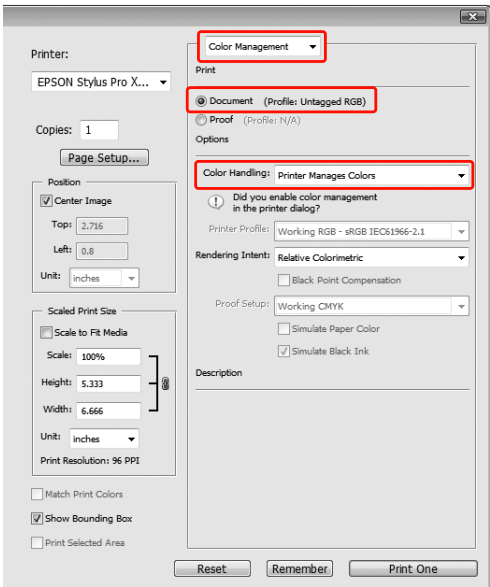 Printer:
EPSON Stylus Pro X...
Copies: 1
Page Setup...
Position
Center Image
Top: 2.716
Left: 0.8
Unit: inches
Scaled Print Size
Scale to Fit Media
Scale: 100%
Height: 5.333
Width: 6.666
Unit: inches
Print Resolution: 96 PPI
Match Print Colors
Show Bounding Box
Print Selected Area
Color Management
Print
Document (Profile: Untagged RGB)
Proof (Profile: N/A)
Options
Color Handling: Printer Manages Colors
Did you enable color management
in the printer dialog?
Printer Profile: Working RGB - sRGB IEC61966-2.1
Rendering Intent: Relative Colorimetric
Black Point Compensation
Proof Setup: Working CMYK
Simulate Paper Color
Simulate Black Ink
Description
Reset Remember Print One